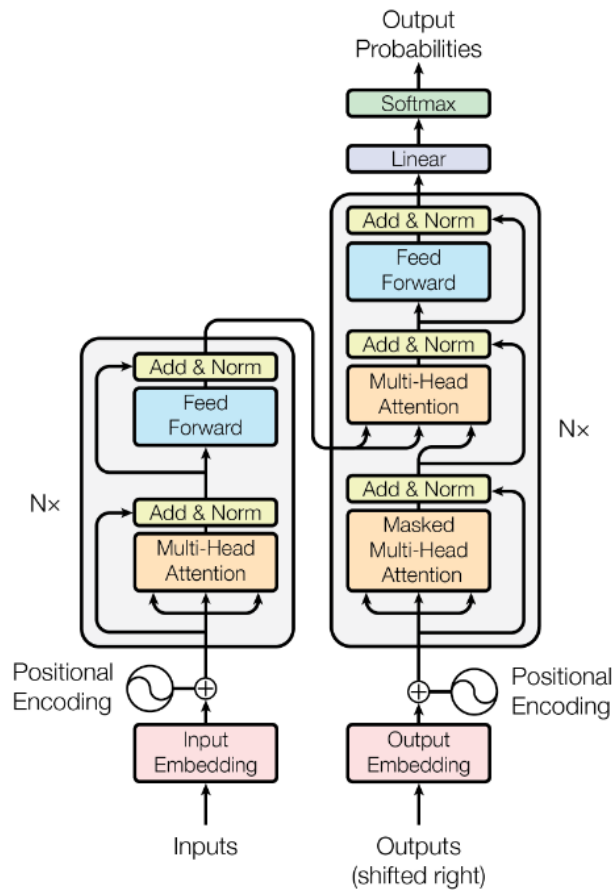 Output
Probabilities
Softmax
Linear
Add & Norm
Feed
Forward
Add & Norm
Multi-Head
Attention
Add & Norm
Masked
Multi-Head
Attention
N×
Add & Norm
Feed
Forward
Add & Norm
Multi-Head
Attention
N×
Positional
Encoding
Positional
Encoding
Input
Embedding
Output
Embedding
Inputs
Outputs
(shifted right)